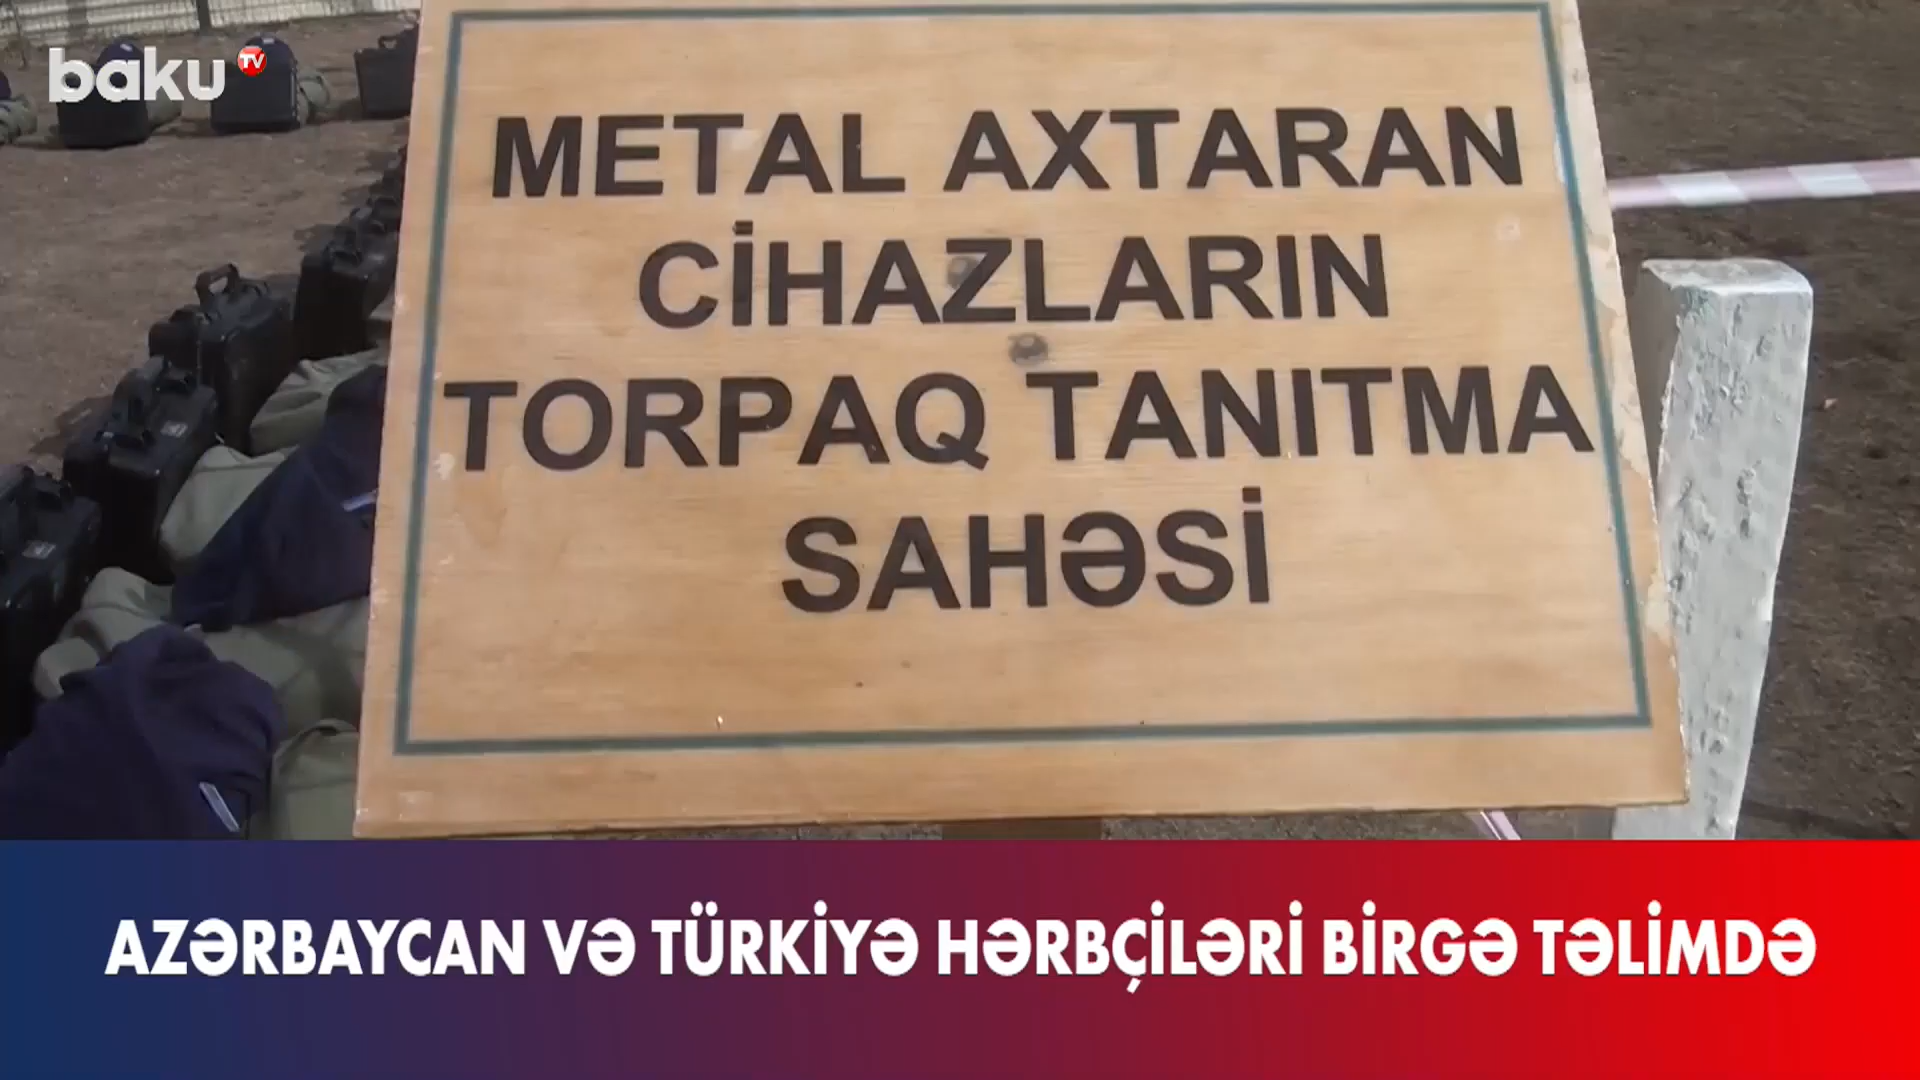 baku TV
METAL AXTARAN
CİHAZLARIN
TORPAQ TANITMA
SAHƏSİ
AZƏRBAYCAN VƏ TÜRKİYƏ HƏRBÇİLƏRİ BİRGƏ TƏLİMDƏ